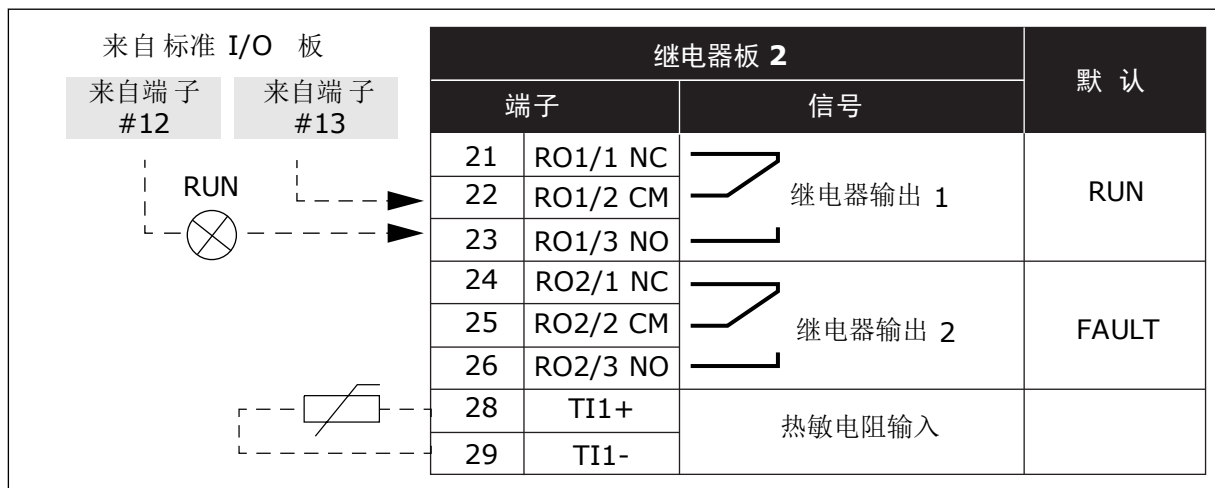 来自标准 I/O 板
来自端子
#12
来自端子
#13
RUN
继电器板 2
默认
端子
信号
21 RO1/1 NC
22 RO1/2 CM
23 RO1/3 NO
继电器输出 1
RUN
24 RO2/1 NC
25 RO2/2 CM
26 RO2/3 NO
继电器输出 2
FAULT
28 TI1+
29 TI1-
热敏电阻输入